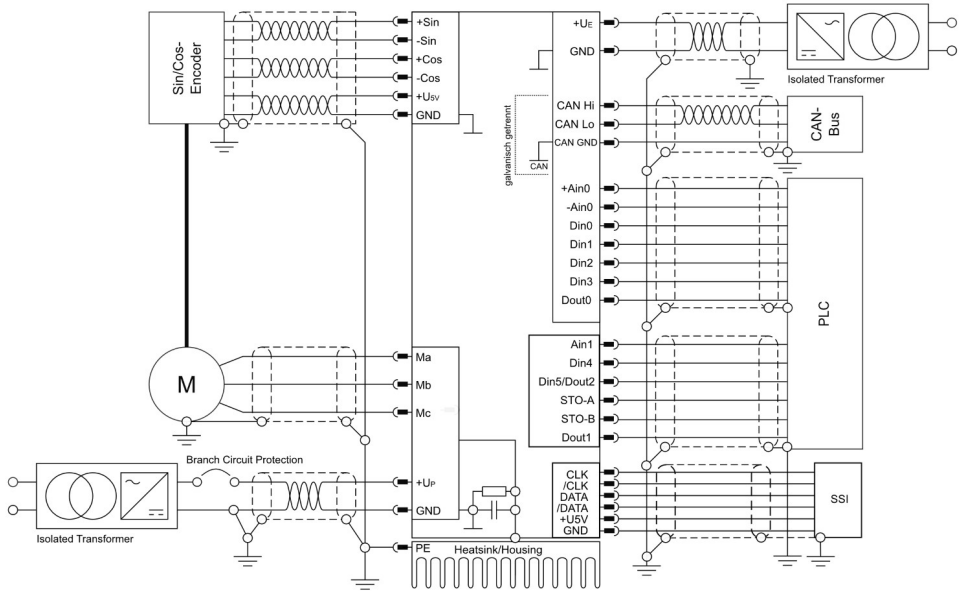 Sin/Cos-
Encoder
+Sin
-Sin
+Cos
-Cos
+U5V
GND
M
Ma
Mb
Mc
Branch Circuit Protection
Isolated Transformer
+UP
GND
PE
Heatsink/Housing
+UE
GND
galvanisch getrennt
CAN Hi
CAN Lo
CAN GND
CAN
+Ain0
-Ain0
Din0
Din1
Din2
Din3
Dout0
Ain1
Din4
Din5/Dout2
STO-A
STO-B
Dout1
CLK
/CLK
DATA
/DATA
+U5V
GND
Isolated Transformer
CAN-
Bus
PLC
SSI